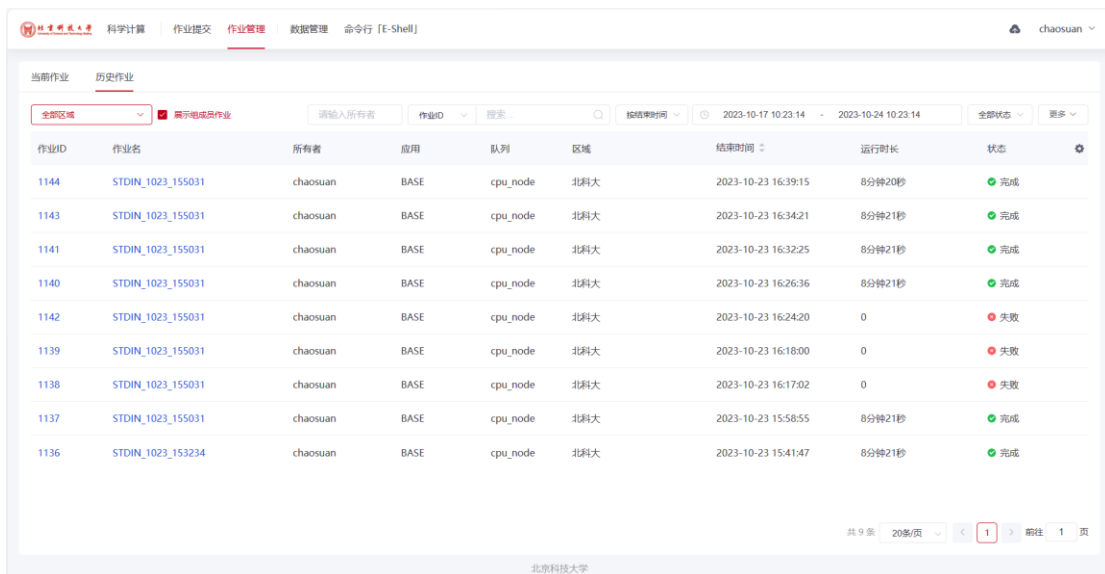 北京科技大学 科学计算 作业提交 作业管理 数据管理 命令行「E-Shell」 chaosuan
当前作业 历史作业
全部区域 展示组成员作业 请输入所有者 作业ID 搜索... 按结束时间 2023-10-17 10:23:14 - 2023-10-24 10:23:14 全部状态 更多
作业ID 作业名 所有者 应用 队列 区域 结束时间 运行时长 状态
1144 STDIN_1023_155031 chaosuan BASE cpu_node 北科大 2023-10-23 16:39:15 8分钟20秒 完成
1143 STDIN_1023_155031 chaosuan BASE cpu_node 北科大 2023-10-23 16:34:21 8分钟21秒 完成
1141 STDIN_1023_155031 chaosuan BASE cpu_node 北科大 2023-10-23 16:32:25 8分钟21秒 完成
1140 STDIN_1023_155031 chaosuan BASE cpu_node 北科大 2023-10-23 16:26:36 8分钟21秒 完成
1142 STDIN_1023_155031 chaosuan BASE cpu_node 北科大 2023-10-23 16:24:20 0 失败
1139 STDIN_1023_155031 chaosuan BASE cpu_node 北科大 2023-10-23 16:18:00 0 失败
1138 STDIN_1023_155031 chaosuan BASE cpu_node 北科大 2023-10-23 16:17:02 0 失败
1137 STDIN_1023_155031 chaosuan BASE cpu_node 北科大 2023-10-23 15:58:55 8分钟21秒 完成
1136 STDIN_1023_153234 chaosuan BASE cpu_node 北科大 2023-10-23 15:41:47 8分钟21秒 完成
共 9 条 20条/页 1 前往 1 页
北京科技大学